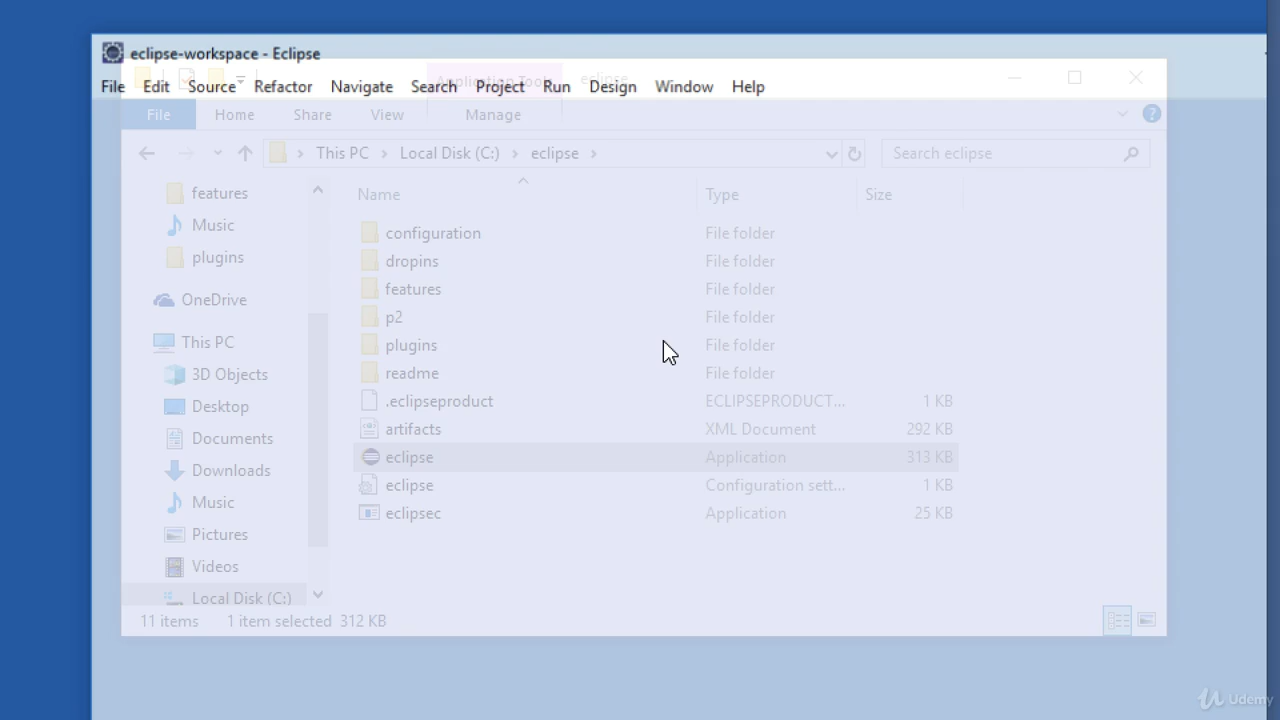 eclipse-workspace - Eclipse
Application Tools eclipse
File Edit Source Refactor Navigate Search Project Run Design Window Help
File Home Share View Manage
This PC Local Disk (C:) eclipse Search eclipse
Name Type Size
features
Music
plugins
OneDrive
This PC
3D Objects
Desktop
Documents
Downloads
Music
Pictures
Videos
Local Disk (C:)
configuration File folder
dropins File folder
features File folder
p2 File folder
plugins File folder
readme File folder
.eclipseproduct ECLIPSEPRODUCT... 1 KB
artifacts XML Document 292 KB
eclipse Application 313 KB
eclipse Configuration sett... 1 KB
eclipsec Application 25 KB
11 items 1 item selected 312 KB
Udemy